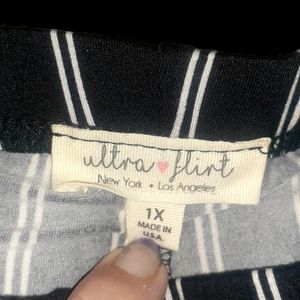 ultra flirt
New York • Los Angeles
1X
MADE IN
U.S.A.